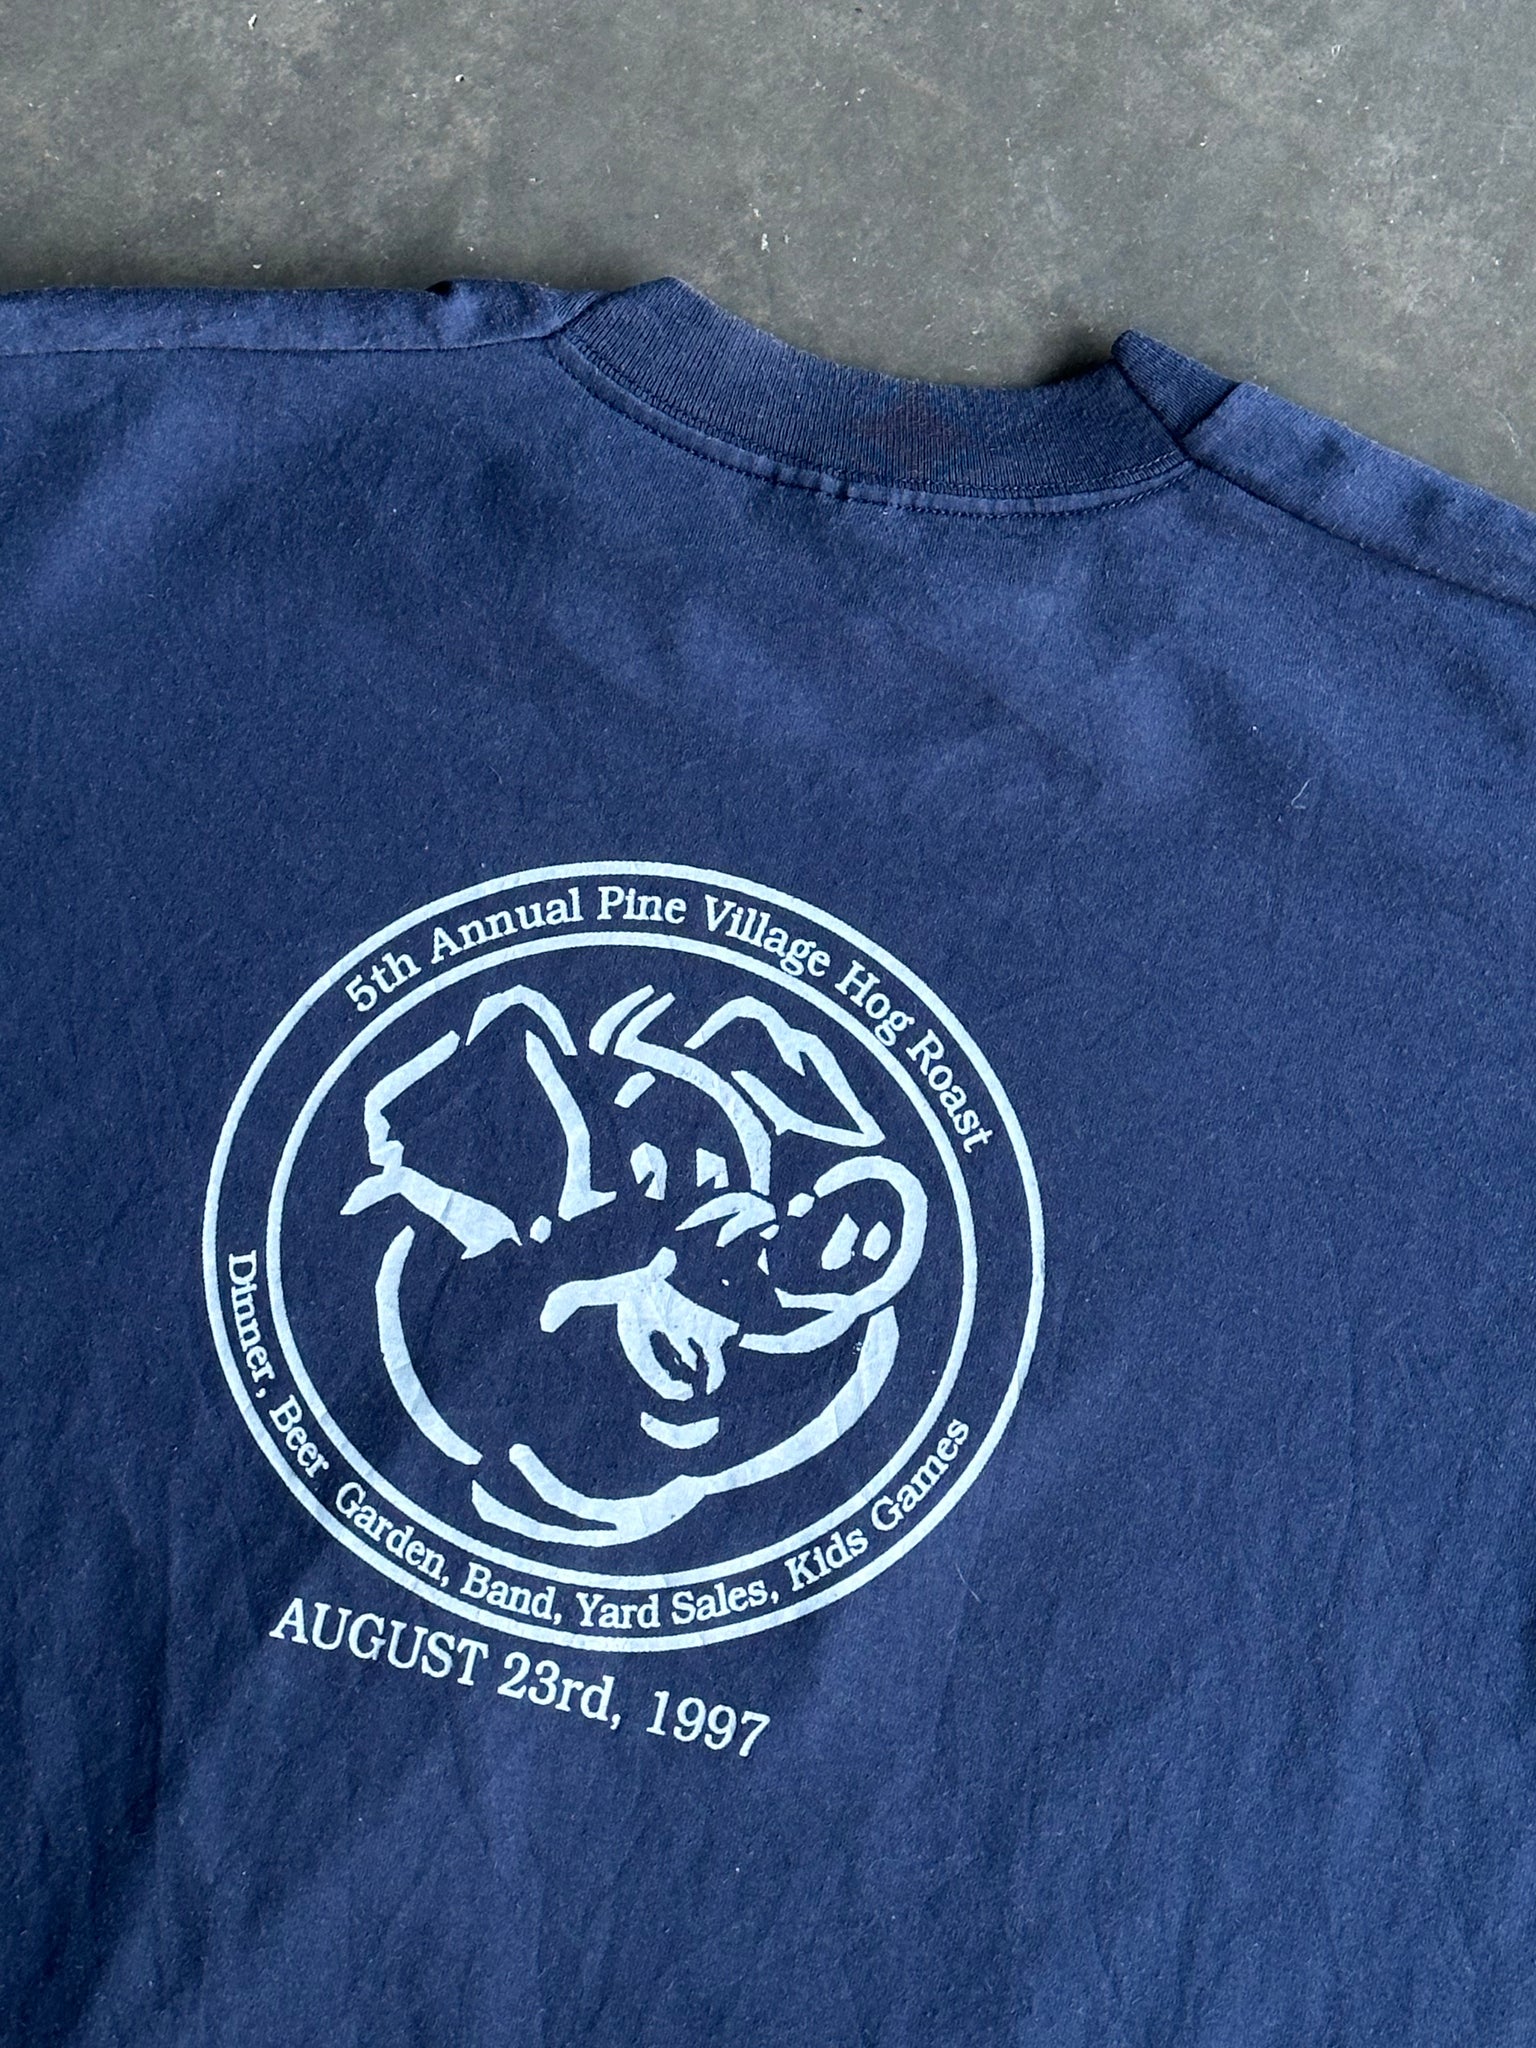 5th Annual Pine Village Hog Roast
Dinner, Beer Garden, Band, Yard Sales, Kids Games
AUGUST 23rd, 1997